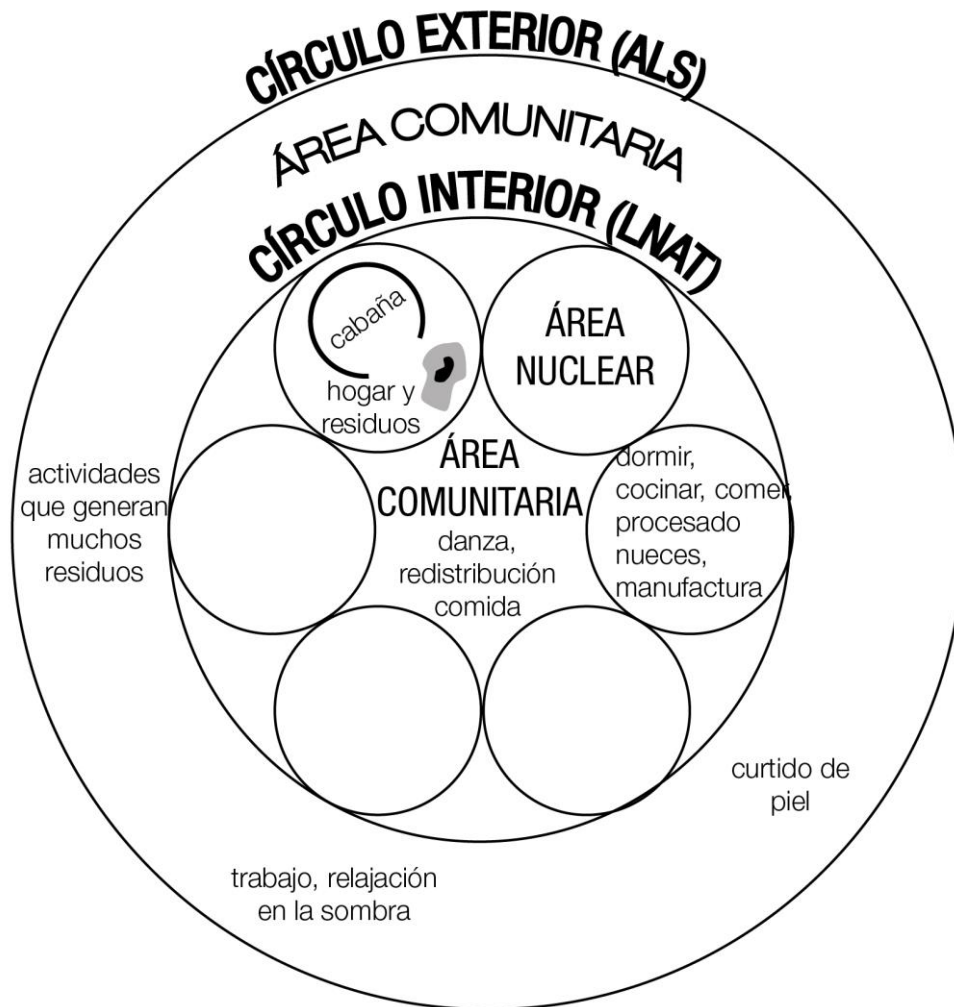 CÍRCULO EXTERIOR (ALS)
ÁREA COMUNITARIA
CÍRCULO INTERIOR (LNAT)
cabaña
hogar y
residuos
ÁREA
NUCLEAR
ÁREA
COMUNITARIA
danza,
redistribución
comida
dormir,
cocinar, comer,
procesado
nueces,
manufactura
actividades
que generan
muchos
residuos
curtido de
piel
trabajo, relajación
en la sombra